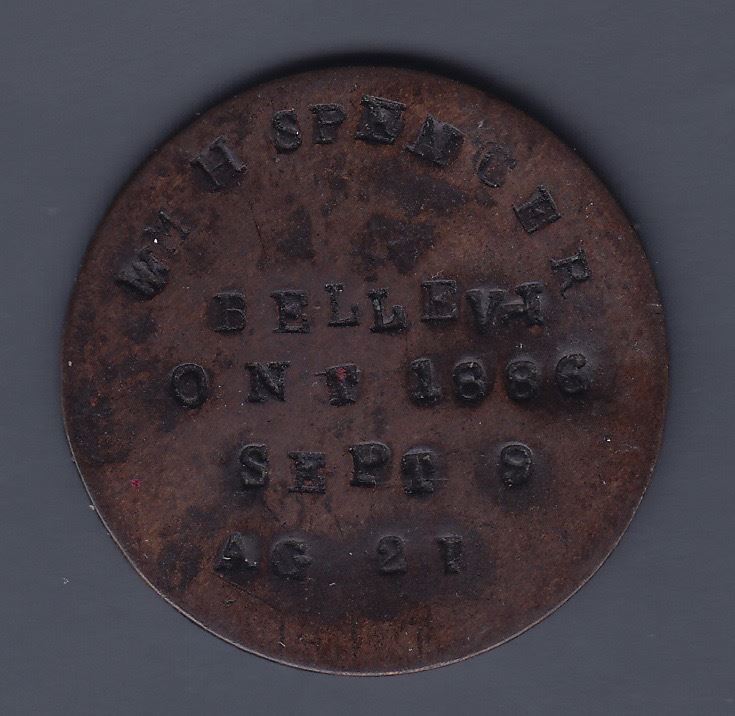 WM H SPENCER
BELLEVI
ONT 1886
SEPT 9
AG 21